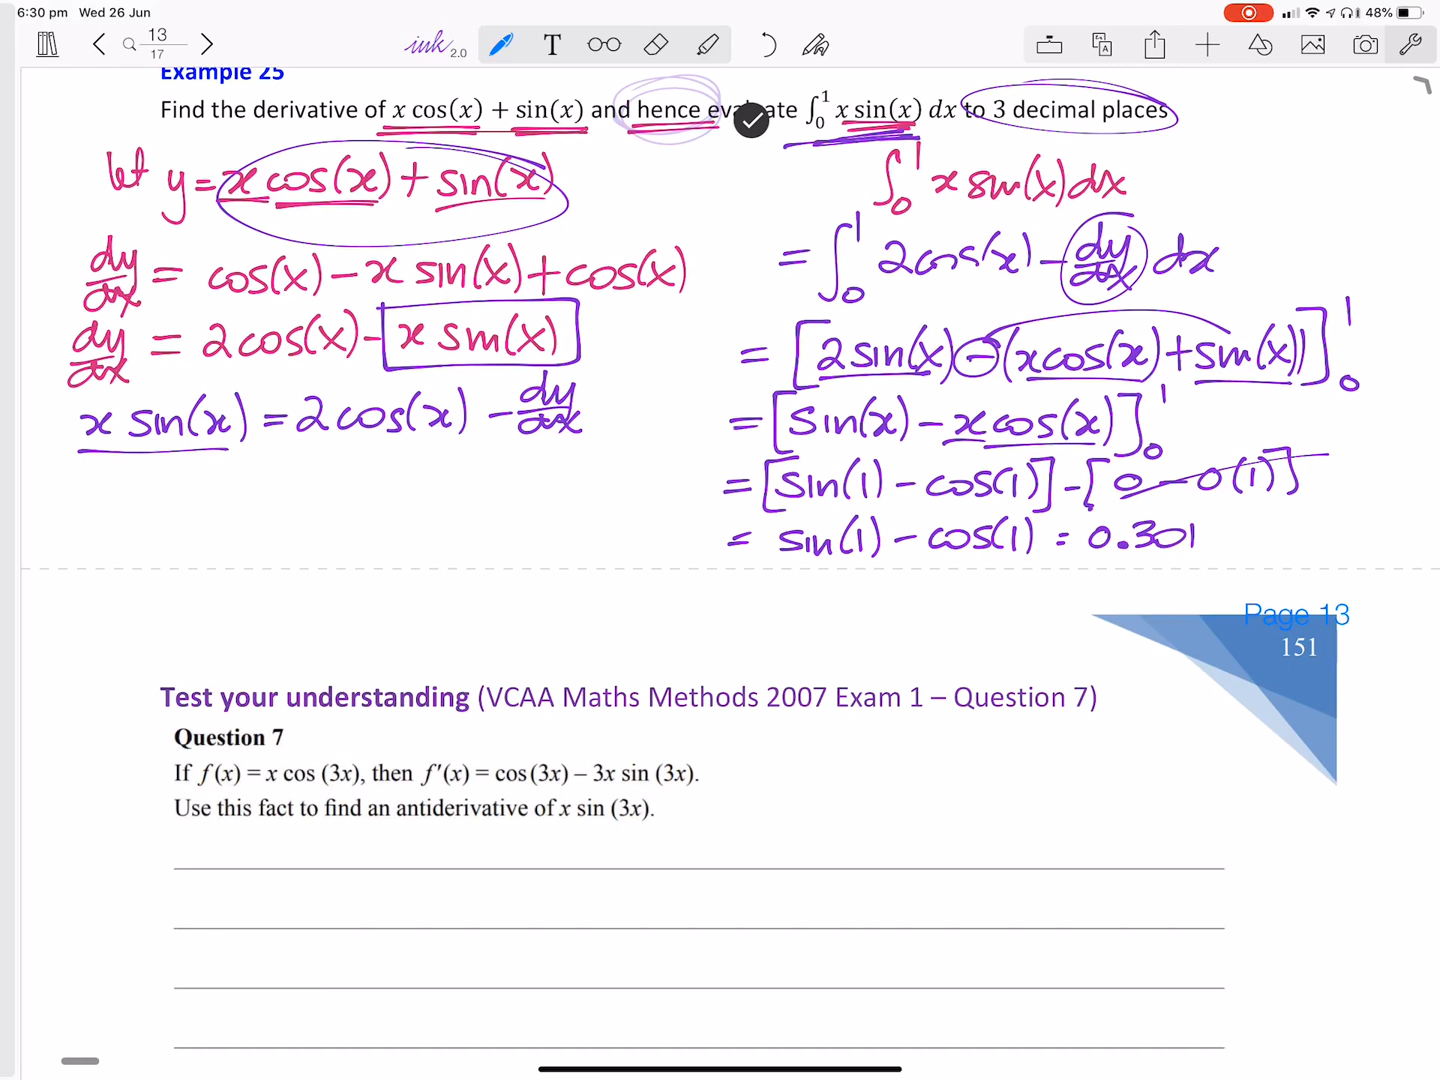 6:30 pm Wed 26 Jun
48%
13
17
ink 2.0
T
Example 25
Find the derivative of x cos(x) + sin(x) and hence evaluate ∫₀¹ x sin(x) dx to 3 decimal places
let y = x cos(x) + sin(x)
dy/dx = cos(x) - x sin(x) + cos(x)
dy/dx = 2cos(x) - x sin(x)
x sin(x) = 2cos(x) - dy/dx
∫₀¹ x sin(x) dx
= ∫₀¹ 2cos(x) - dy/dx dx
= [2sin(x) - (xcos(x) + sin(x))]₀¹
= [sin(x) - xcos(x)]₀¹
= [sin(1) - cos(1)] - [0 - 0(1)]
= sin(1) - cos(1) = 0.301
Page 13
151
Test your understanding (VCAA Maths Methods 2007 Exam 1 – Question 7)
Question 7
If f(x) = x cos (3x), then f′(x) = cos (3x) – 3x sin (3x).
Use this fact to find an antiderivative of x sin (3x).